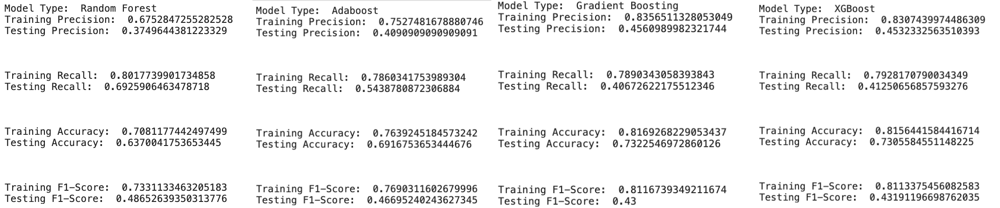 Model Type:  Random Forest
Training Precision:  0.6752847255282528
Testing Precision:  0.3749644381223329
Training Recall:  0.8017739901734858
Testing Recall:  0.6925906463478718
Training Accuracy:  0.7081177442497499
Testing Accuracy:  0.6370041753653445
Training F1-Score:  0.7331133463205183
Testing F1-Score:  0.48652639350313776
Model Type:  Adaboost
Training Precision:  0.7527481678880746
Testing Precision:  0.4090909090909091
Training Recall:  0.7860341753989304
Testing Recall:  0.5438780872306884
Training Accuracy:  0.7639245184573242
Testing Accuracy:  0.6916753653444676
Training F1-Score:  0.7690311602679996
Testing F1-Score:  0.46695240243627345
Model Type:  Gradient Boosting
Training Precision:  0.8356511328053049
Testing Precision:  0.4560989982321744
Training Recall:  0.7890343058393843
Testing Recall:  0.40672622175512346
Training Accuracy:  0.8169268229053437
Testing Accuracy:  0.7322546972860126
Training F1-Score:  0.8116739349211674
Testing F1-Score:  0.43
Model Type:  XGBoost
Training Precision:  0.8307439974486309
Testing Precision:  0.4532332563510393
Training Recall:  0.7928170790034349
Testing Recall:  0.41250656857593276
Training Accuracy:  0.8156441584416714
Testing Accuracy:  0.7305584551148225
Training F1-Score:  0.8113375456082583
Testing F1-Score:  0.43191196698762035